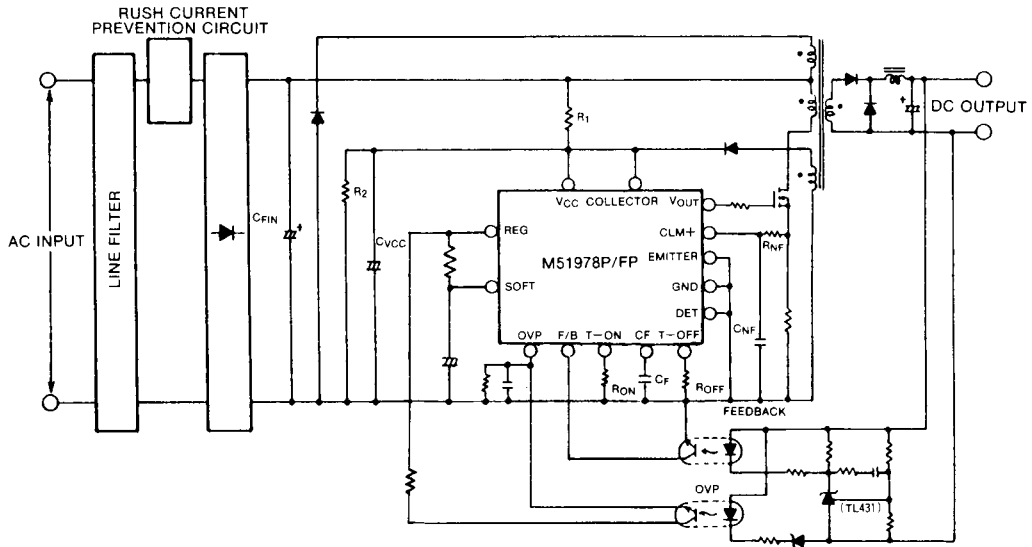 RUSH CURRENT
PREVENTION CIRCUIT
AC INPUT
LINE FILTER
CFIN
R2
CVCC
R1
DC OUTPUT
VCC COLLECTOR VOUT
REG
CLM+
RNF
M51978P/FP
EMITTER
SOFT
GND
DET
OVP F/B T-ON CF T-OFF
CNF
RON
CF
ROFF
FEEDBACK
OVP
(TL431)